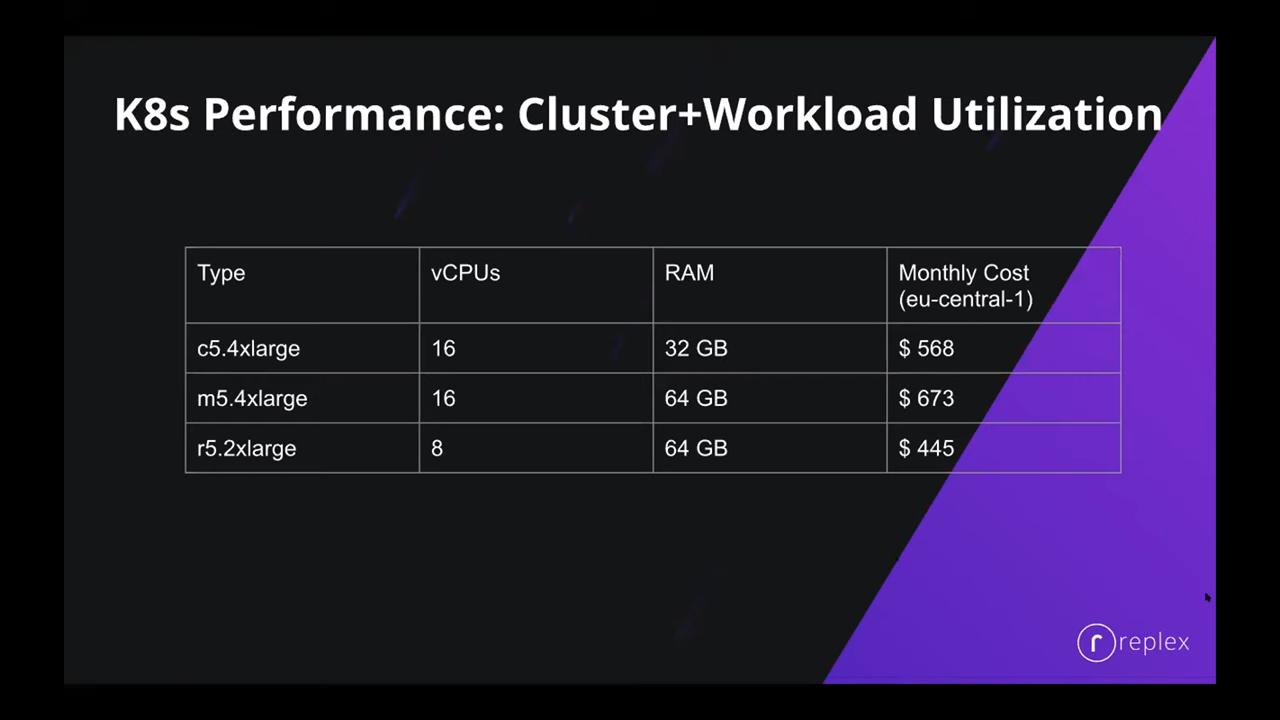 K8s Performance: Cluster+Workload Utilization
Type vCPUs RAM Monthly Cost
(eu-central-1)
c5.4xlarge 16 32 GB $ 568
m5.4xlarge 16 64 GB $ 673
r5.2xlarge 8 64 GB $ 445
r replex